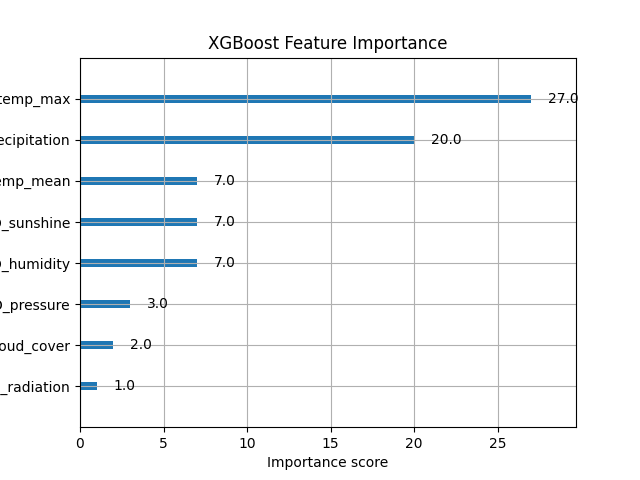 XGBoost Feature Importance
temp_max 27.0
ecipitation 20.0
emp_mean 7.0
_sunshine 7.0
_humidity 7.0
_pressure 3.0
oud_cover 2.0
_radiation 1.0
0 5 10 15 20 25
Importance score